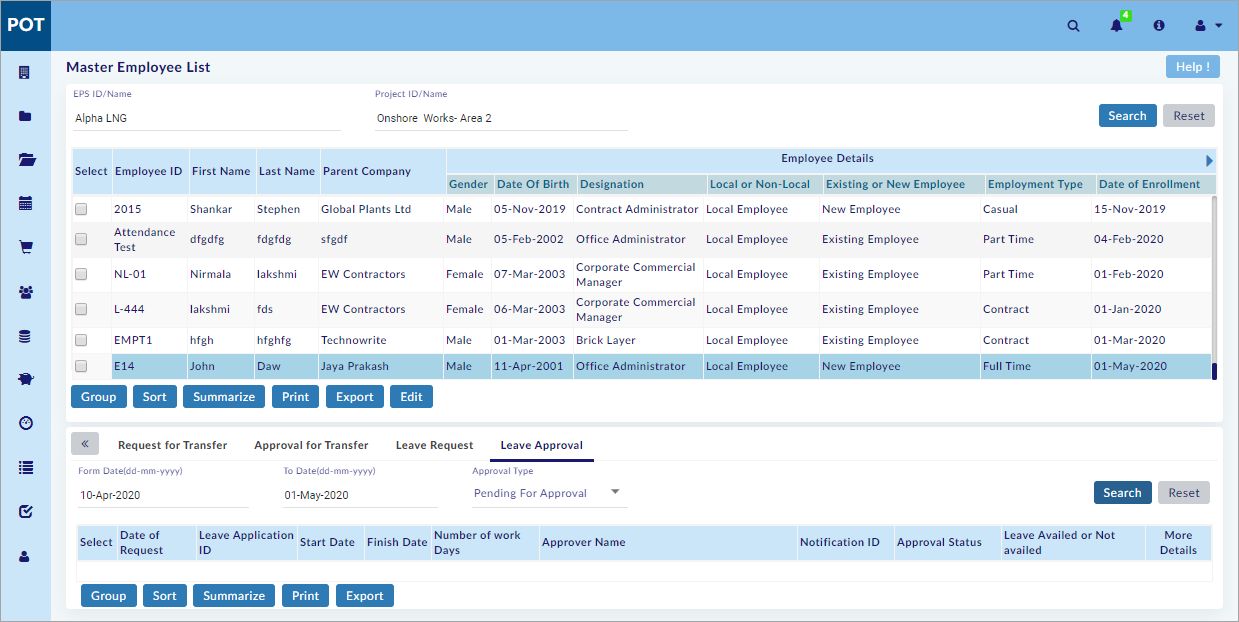 POT
4
Master Employee List
Help !
EPS ID/Name Project ID/Name
Alpha LNG Onshore Works- Area 2
Search Reset
Select Employee ID First Name Last Name Parent Company Employee Details
Gender Date Of Birth Designation Local or Non-Local Existing or New Employee Employment Type Date of Enrollment
2015 Shankar Stephen Global Plants Ltd Male 05-Nov-2019 Contract Administrator Local Employee New Employee Casual 15-Nov-2019
Attendance Test dfgdfg fdgfdg sfgdf Male 05-Feb-2002 Office Administrator Local Employee Existing Employee Part Time 04-Feb-2020
NL-01 Nirmala lakshmi EW Contractors Female 07-Mar-2003 Corporate Commercial Manager Local Employee Existing Employee Part Time 01-Feb-2020
L-444 lakshmi fds EW Contractors Female 06-Mar-2003 Corporate Commercial Manager Local Employee Existing Employee Contract 01-Jan-2020
EMPT1 hfgh hfghfg Technowrite Male 01-Mar-2003 Brick Layer Local Employee Existing Employee Contract 01-Mar-2020
E14 John Daw Jaya Prakash Male 11-Apr-2001 Office Administrator Local Employee New Employee Full Time 01-May-2020
Group Sort Summarize Print Export Edit
« Request for Transfer Approval for Transfer Leave Request Leave Approval
Form Date(dd-mm-yyyy) To Date(dd-mm-yyyy) Approval Type
10-Apr-2020 01-May-2020 Pending For Approval
Search Reset
Select Date of Request Leave Application ID Start Date Finish Date Number of work Days Approver Name Notification ID Approval Status Leave Availed or Not availed More Details
Group Sort Summarize Print Export